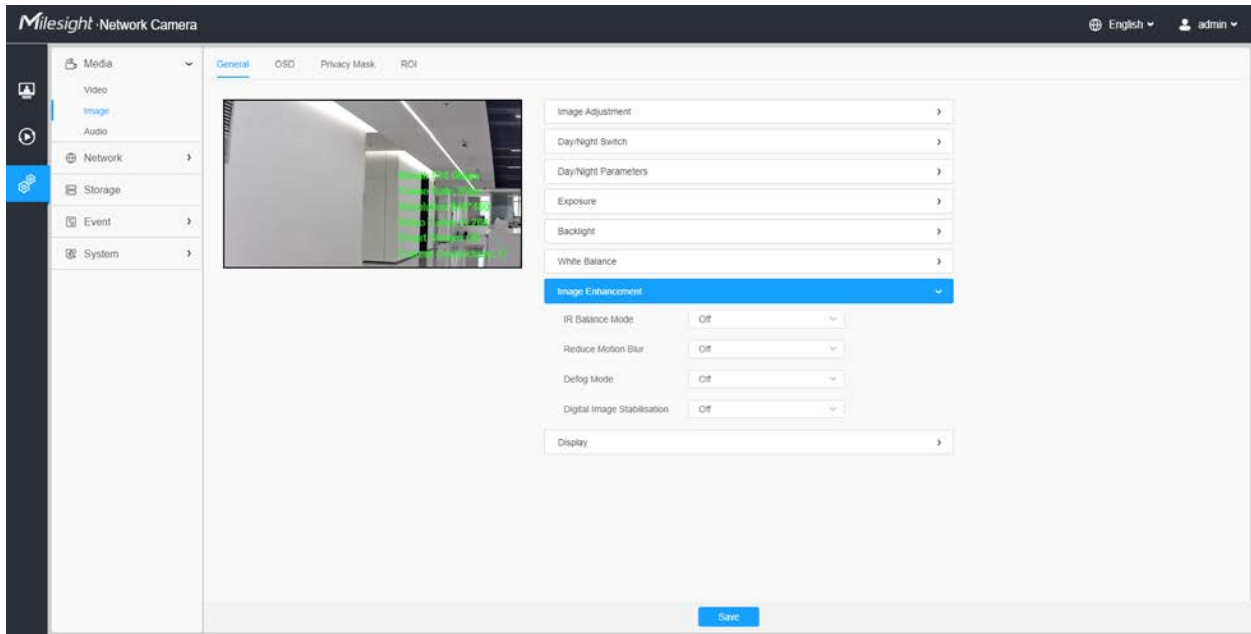 Milesight ·Network Camera
English
admin
Media
Video
Image
Audio
Network
Storage
Event
System
General OSD Privacy Mask ROI
Image Adjustment
Day/Night Switch
Day/Night Parameters
Exposure
Backlight
White Balance
Image Enhancement
IR Balance Mode Off
Reduce Motion Blur Off
Defog Mode Off
Digital Image Stabilisation Off
Display
Save